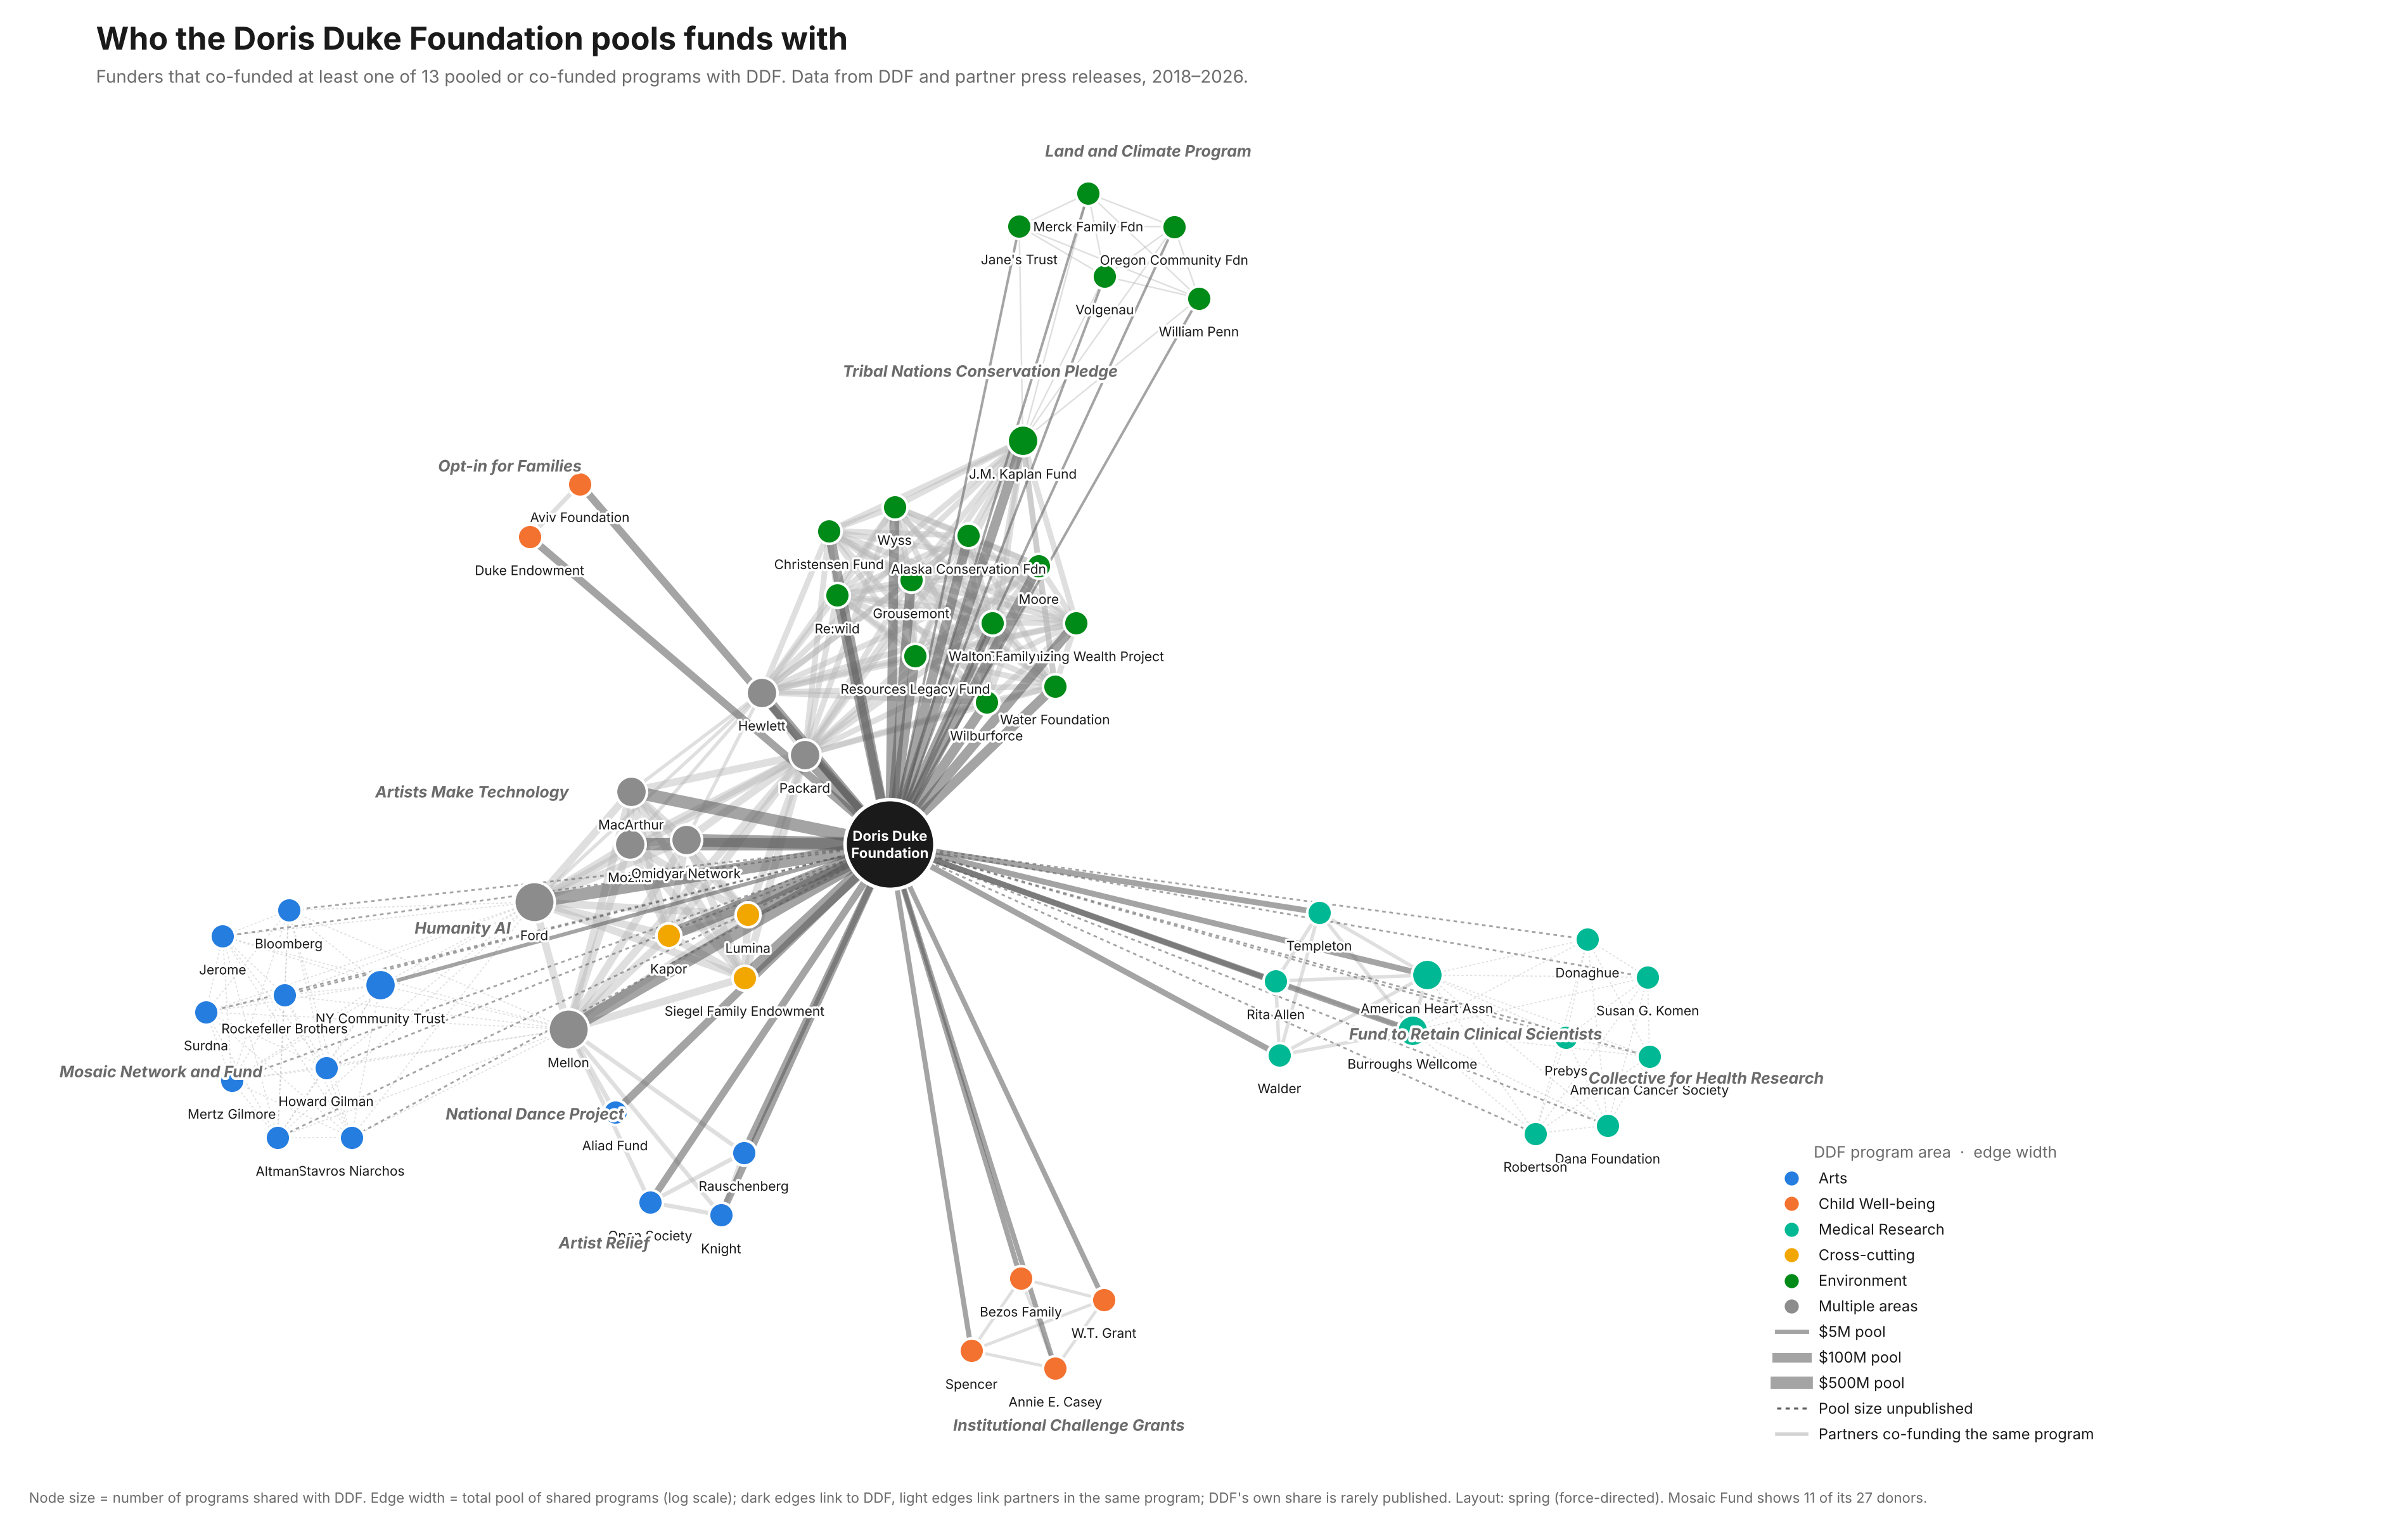 Who the Doris Duke Foundation pools funds with
Funders that co-funded at least one of 13 pooled or co-funded programs with DDF. Data from DDF and partner press releases, 2018–2026.
Land and Climate Program
Merck Family Fdn
Jane's Trust
Oregon Community Fdn
Volgenau
William Penn
Tribal Nations Conservation Pledge
Opt-in for Families
J.M. Kaplan Fund
Aviv Foundation
Wyss
Duke Endowment
Christensen Fund
Alaska Conservation Fdn
Moore
Grousemont
Re:wild
Walton Family
izing Wealth Project
Resources Legacy Fund
Water Foundation
Hewlett
Wilburforce
Packard
Artists Make Technology
MacArthur
Doris Duke
Foundation
Omidyar Network
Humanity AI
Ford
Bloomberg
Lumina
Templeton
Jerome
Kapor
Donaghue
Siegel Family Endowment
American Heart Assn
Susan G. Komen
Rita Allen
NY Community Trust
Rockefeller Brothers
Surdna
Fund to Retain Clinical Scientists
Mellon
Burroughs Wellcome
Prebys
Mosaic Network and Fund
Collective for Health Research
Walder
American Cancer Society
Howard Gilman
Mertz Gilmore
National Dance Project
Aliad Fund
Altman
Stavros Niarchos
Robertson
Dana Foundation
Rauschenberg
Open Society
Artist Relief
Knight
Bezos Family
W.T. Grant
Spencer
Annie E. Casey
Institutional Challenge Grants
DDF program area · edge width
Arts
Child Well-being
Medical Research
Cross-cutting
Environment
Multiple areas
$5M pool
$100M pool
$500M pool
Pool size unpublished
Partners co-funding the same program
Node size = number of programs shared with DDF. Edge width = total pool of shared programs (log scale); dark edges link to DDF, light edges link partners in the same program; DDF's own share is rarely published. Layout: spring (force-directed). Mosaic Fund shows 11 of its 27 donors.